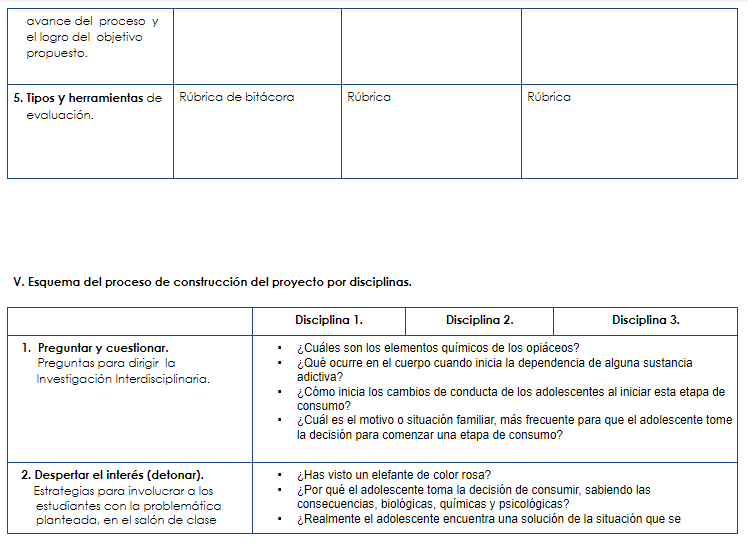 avance del proceso y
el logro del objetivo
propuesto.
5. Tipos y herramientas de
evaluación.
Rúbrica de bitácora
Rúbrica
Rúbrica
V. Esquema del proceso de construcción del proyecto por disciplinas.
Disciplina 1.
Disciplina 2.
Disciplina 3.
1. Preguntar y cuestionar.
Preguntas para dirigir la
Investigación Interdisciplinaria.
▪ ¿Cuáles son los elementos químicos de los opiáceos?
▪ ¿Qué ocurre en el cuerpo cuando inicia la dependencia de alguna sustancia
adictiva?
▪ ¿Cómo inicia los cambios de conducta de los adolescentes al iniciar esta etapa de
consumo?
▪ ¿Cuál es el motivo o situación familiar, más frecuente para que el adolescente tome
la decisión para comenzar una etapa de consumo?
2. Despertar el interés (detonar).
Estrategias para involucrar a los
estudiantes con la problemática
planteada, en el salón de clase
▪ ¿Has visto un elefante de color rosa?
▪ ¿Por qué el adolescente toma la decisión de consumir, sabiendo las
consecuencias, biológicas, químicas y psicológicas?
▪ ¿Realmente el adolescente encuentra una solución de la situación que se